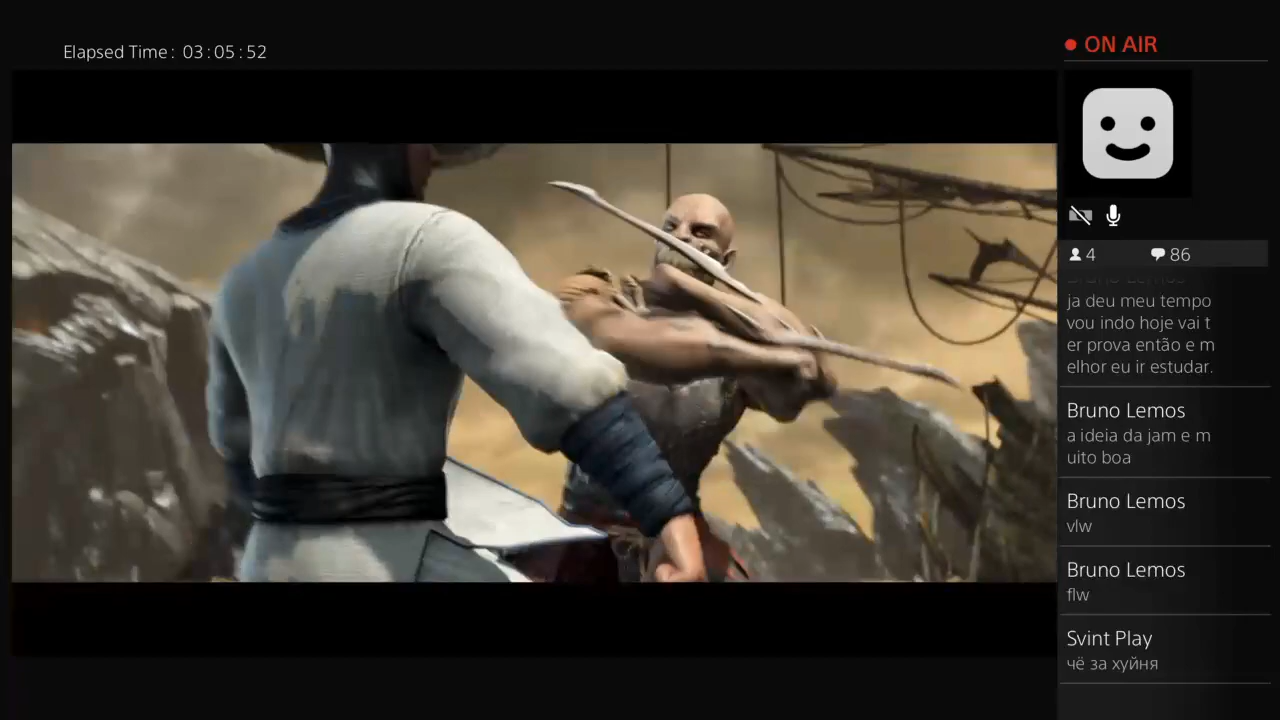 Elapsed Time: 03:05:52
ON AIR
4 86
ja deu meu tempo
vou indo hoje vai t
er prova então e m
elhor eu ir estudar.
Bruno Lemos
a ideia da jam e m
uito boa
Bruno Lemos
vlw
Bruno Lemos
flw
Svint Play
чё за хуйня